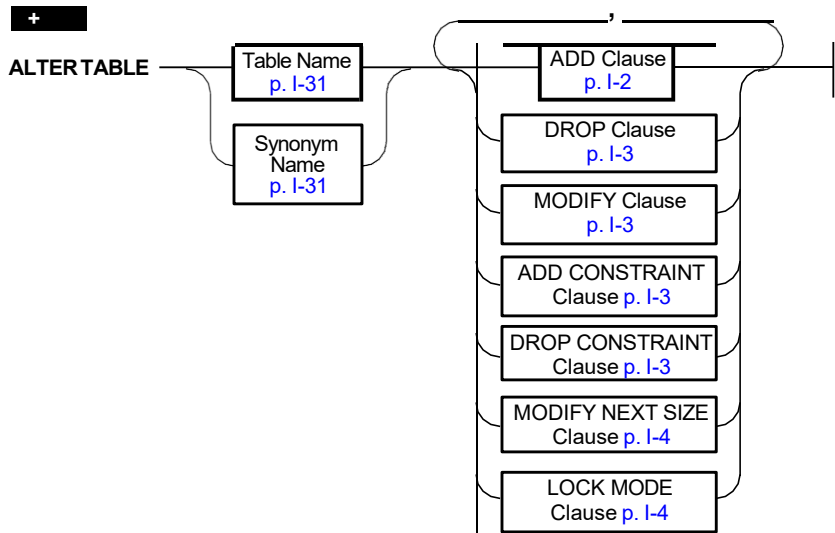 +
,
ALTER TABLE
Table Name
p. I-31
Synonym
Name
p. I-31
ADD Clause
p. I-2
DROP Clause
p. I-3
MODIFY Clause
p. I-3
ADD CONSTRAINT
Clause p. I-3
DROP CONSTRAINT
Clause p. I-3
MODIFY NEXT SIZE
Clause p. I-4
LOCK MODE
Clause p. I-4